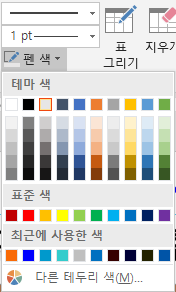 1 pt
펜 색
표
그리기
지우개
테마 색
표준 색
최근에 사용한 색
다른 테두리 색(M)...